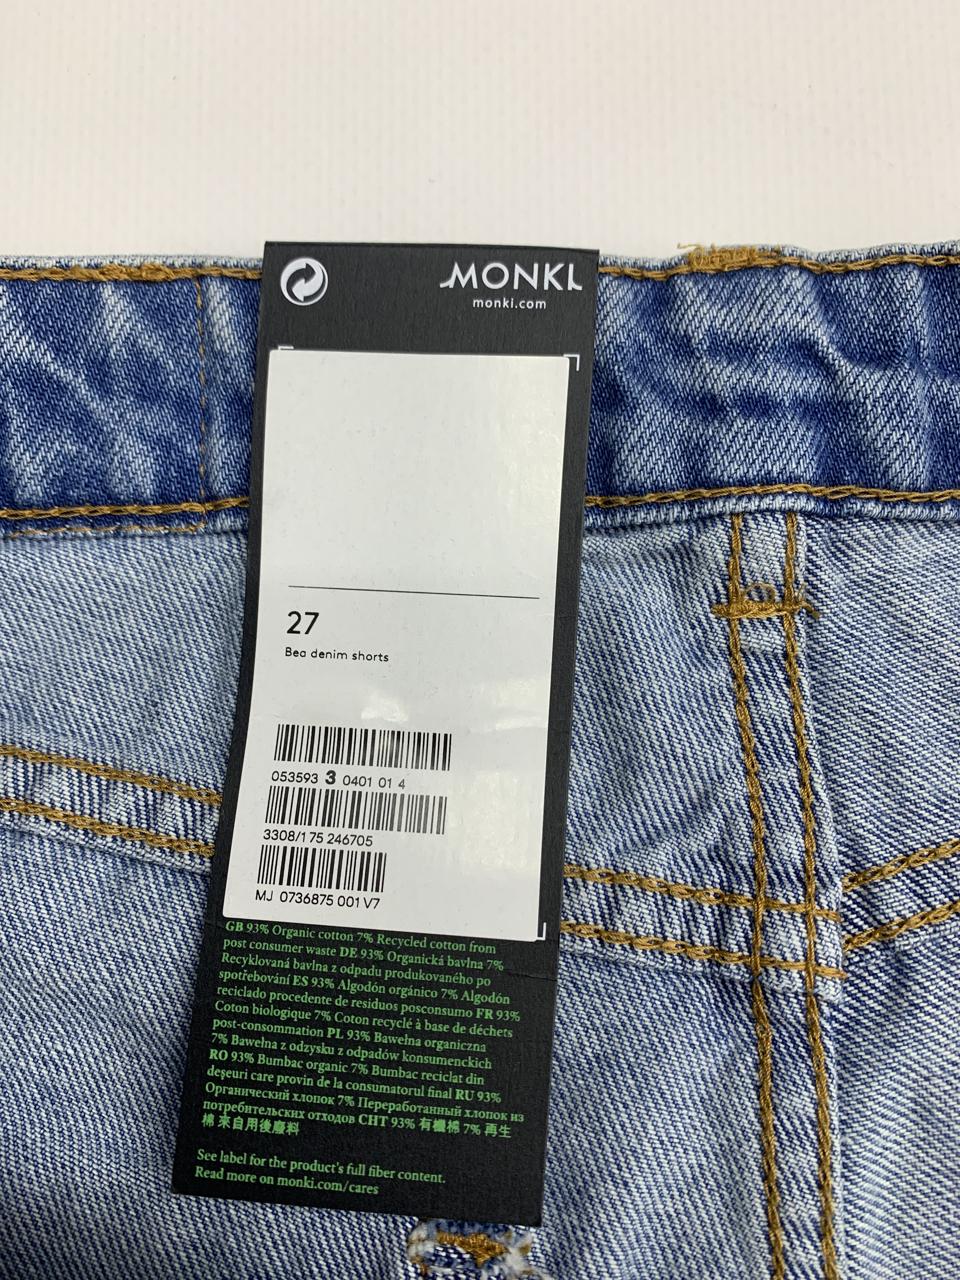 MONKI
monki.com
27
Bea denim shorts
053593 3 0401 01 4
3308/175 246705
MJ 0736875 001 V7
GB 93% Organic cotton 7% Recycled cotton from
post consumer waste DE 93% Organická bavlna 7%
Recyklovaná bavlna z odpadu produkovaného po
spotřebování ES 93% Algodón orgánico 7% Algodón
reciclado procedente de residuos posconsumo FR 93%
Coton biologique 7% Coton recyclé à base de déchets
post-consommation PL 93% Bawełna organiczna
7% Bawełna z odzysku z odpadów konsumenckich
RO 93% Bumbac organic 7% Bumbac reciclat din
deşeuri care provin de la consumatorul final RU 93%
Органический хлопок 7% Переработанный хлопок из
потребительских отходов CHT 93% 有機棉 7% 再生
棉 來自用後廢料
See label for the product's full fiber content.
Read more on monki.com/cares